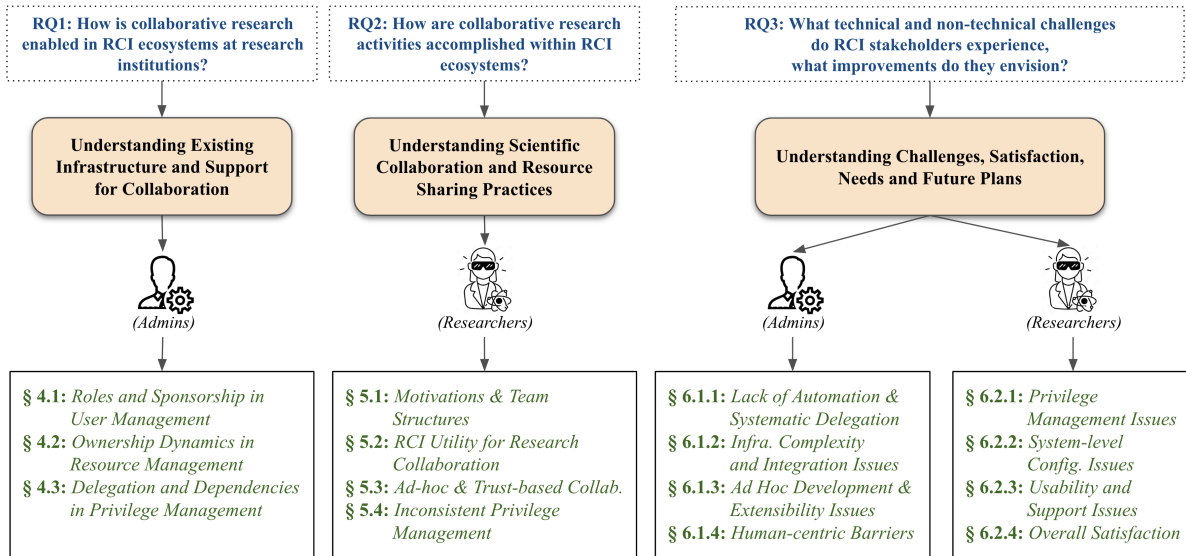 RQ1: How is collaborative research
enabled in RCI ecosystems at research
institutions?
RQ2: How are collaborative research
activities accomplished within RCI
ecosystems?
RQ3: What technical and non-technical challenges
do RCI stakeholders experience,
what improvements do they envision?
Understanding Existing
Infrastructure and Support
for Collaboration
Understanding Scientific
Collaboration and Resource
Sharing Practices
Understanding Challenges, Satisfaction,
Needs and Future Plans
(Admins)
(Researchers)
(Admins)
(Researchers)
§ 4.1: Roles and Sponsorship in
User Management
§ 4.2: Ownership Dynamics in
Resource Management
§ 4.3: Delegation and Dependencies
in Privilege Management
§ 5.1: Motivations & Team
Structures
§ 5.2: RCI Utility for Research
Collaboration
§ 5.3: Ad-hoc & Trust-based Collab.
§ 5.4: Inconsistent Privilege
Management
§ 6.1.1: Lack of Automation &
Systematic Delegation
§ 6.1.2: Infra. Complexity
and Integration Issues
§ 6.1.3: Ad Hoc Development &
Extensibility Issues
§ 6.1.4: Human-centric Barriers
§ 6.2.1: Privilege
Management Issues
§ 6.2.2: System-level
Config. Issues
§ 6.2.3: Usability and
Support Issues
§ 6.2.4: Overall Satisfaction